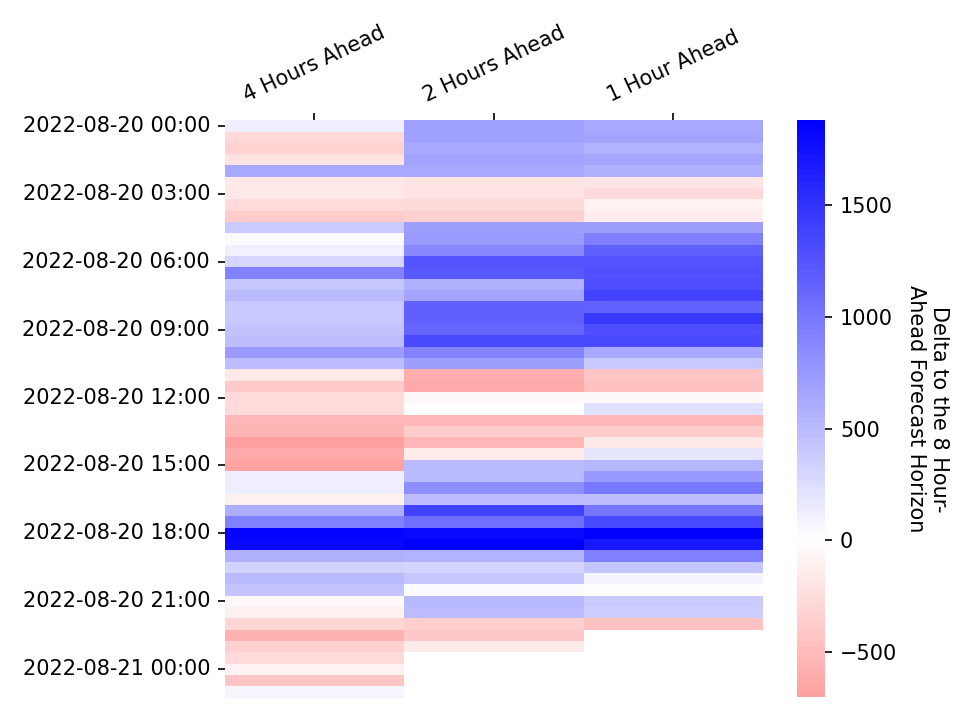 4 Hours Ahead
2 Hours Ahead
1 Hour Ahead
2022-08-20 00:00
2022-08-20 03:00
2022-08-20 06:00
2022-08-20 09:00
2022-08-20 12:00
2022-08-20 15:00
2022-08-20 18:00
2022-08-20 21:00
2022-08-21 00:00
1500
1000
500
0
−500
Delta to the 8 Hour-
Ahead Forecast Horizon